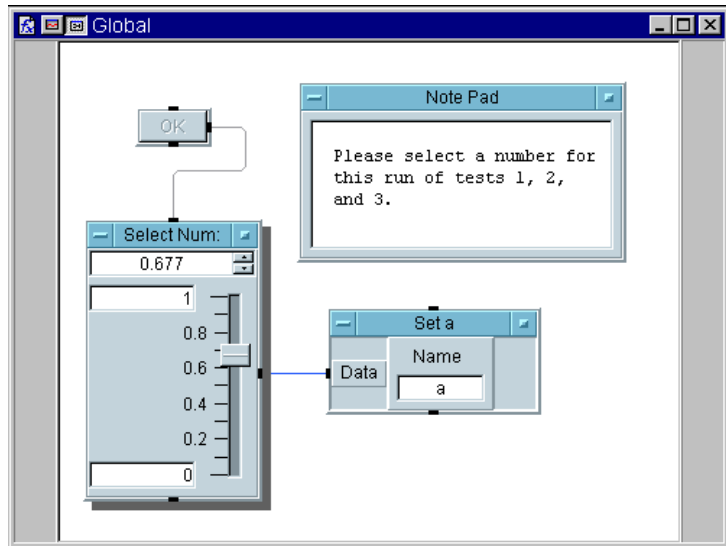 Global
OK
Note Pad
Please select a number for
this run of tests 1, 2,
and 3.
Select Num:
0.677
1
0.8
0.6
0.4
0.2
0
Set a
Name
Data
a